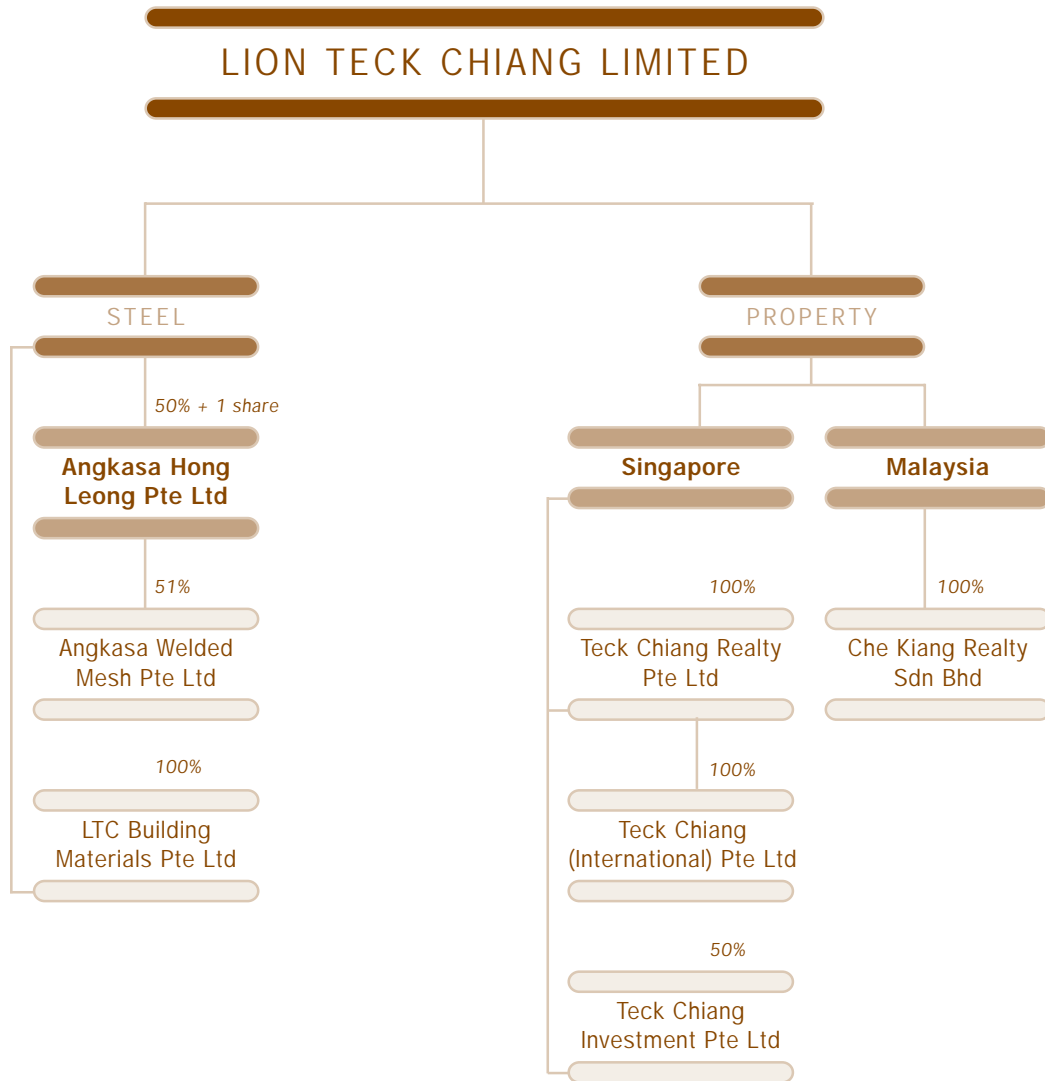 LION TECK CHIANG LIMITED
STEEL
PROPERTY
50% + 1 share
Angkasa Hong
Leong Pte Ltd
51%
Angkasa Welded
Mesh Pte Ltd
100%
LTC Building
Materials Pte Ltd
Singapore
100%
Teck Chiang Realty
Pte Ltd
100%
Teck Chiang
(International) Pte Ltd
50%
Teck Chiang
Investment Pte Ltd
Malaysia
100%
Che Kiang Realty
Sdn Bhd